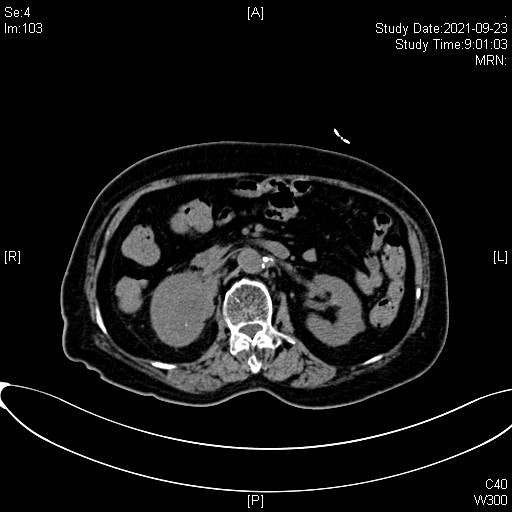 Se:4
Im:103
[A]
Study Date:2021-09-23
Study Time:9:01:03
MRN:
[R]
[L]
[P]
C40
W300